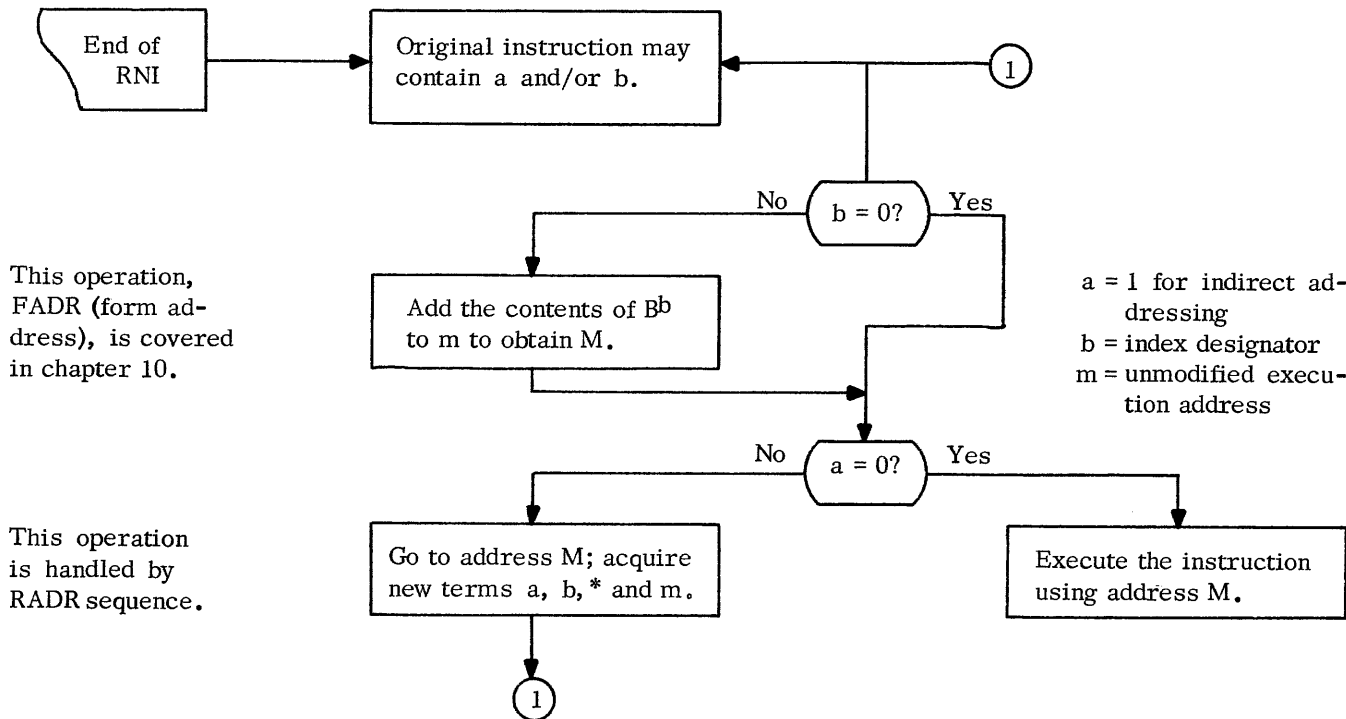 End of
RNI
Original instruction may
contain a and/or b.
1
No
b = 0?
Yes
This operation,
FADR (form ad-
dress), is covered
in chapter 10.
Add the contents of Bb
to m to obtain M.
a = 1 for indirect ad-
dressing
b = index designator
m = unmodified execu-
tion address
No
a = 0?
Yes
This operation
is handled by
RADR sequence.
Go to address M; acquire
new terms a, b,* and m.
Execute the instruction
using address M.
1